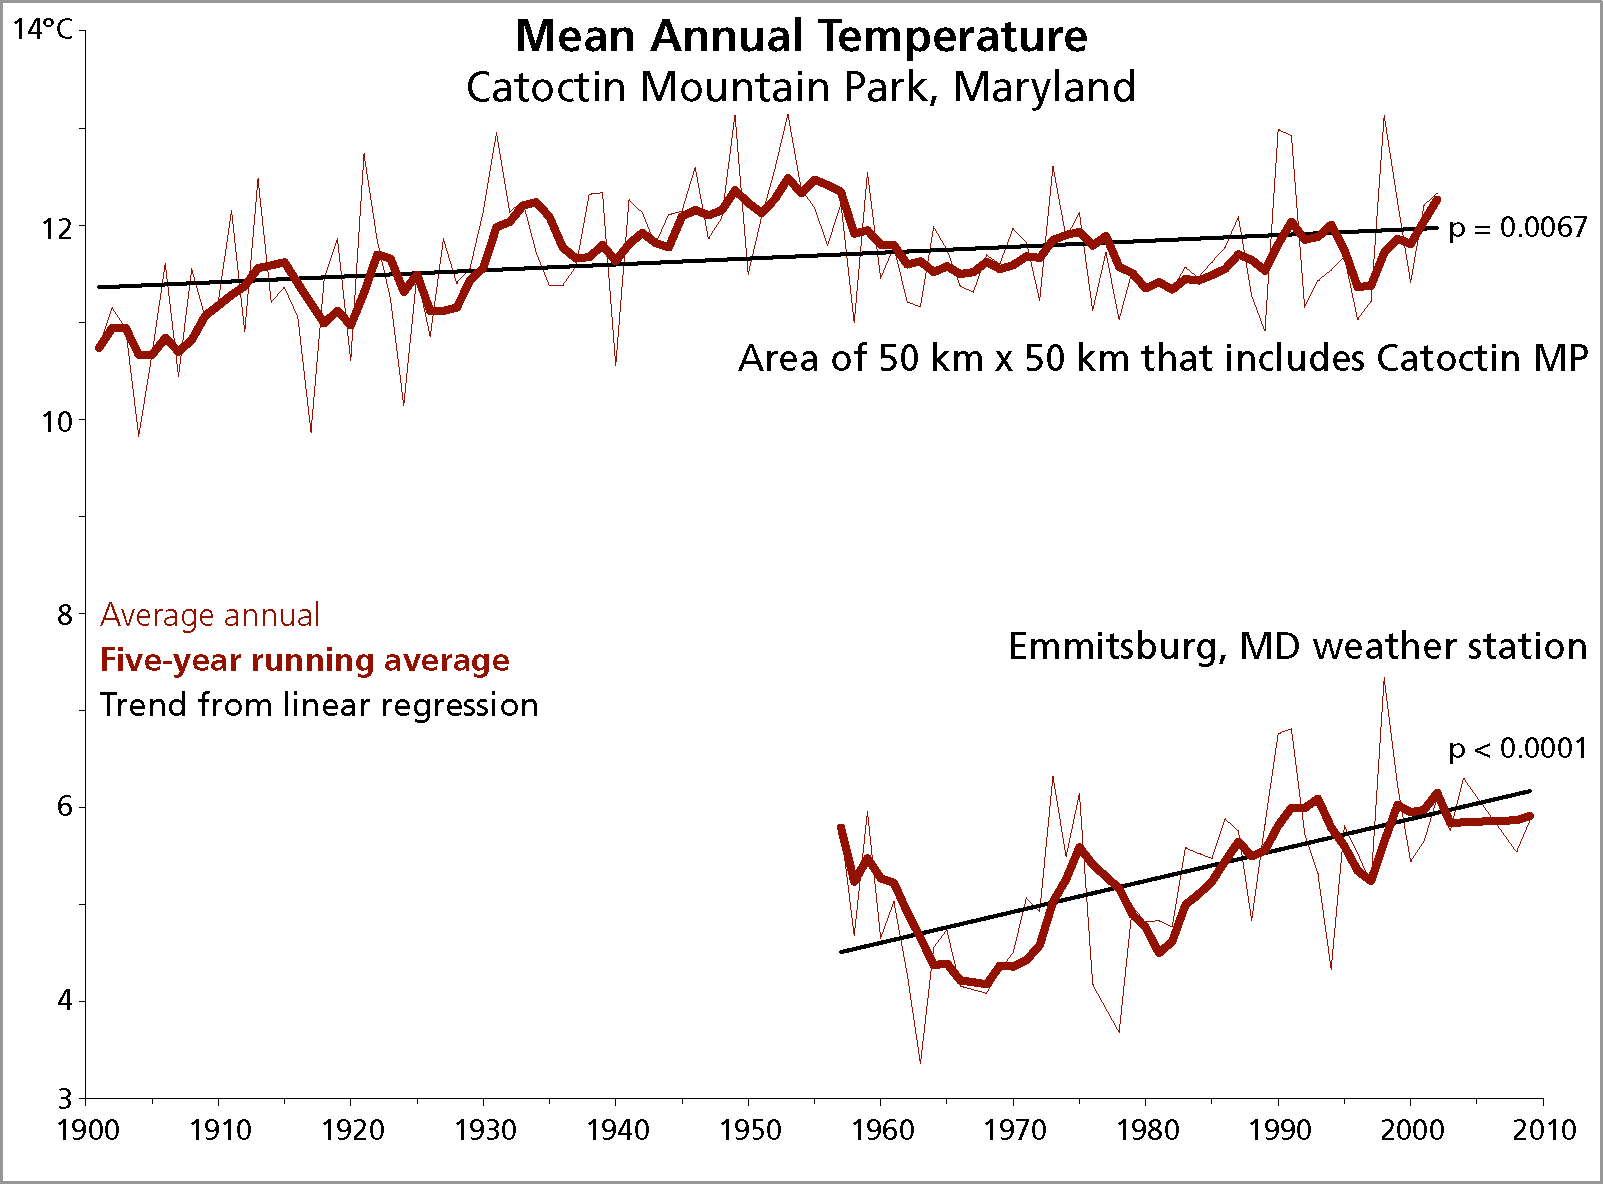 Mean Annual Temperature
Catoctin Mountain Park, Maryland
14°C
12
p = 0.0067
Area of 50 km x 50 km that includes Catoctin MP
10
8
Average annual
Five-year running average
Trend from linear regression
Emmitsburg, MD weather station
p < 0.0001
6
4
3
1900 1910 1920 1930 1940 1950 1960 1970 1980 1990 2000 2010